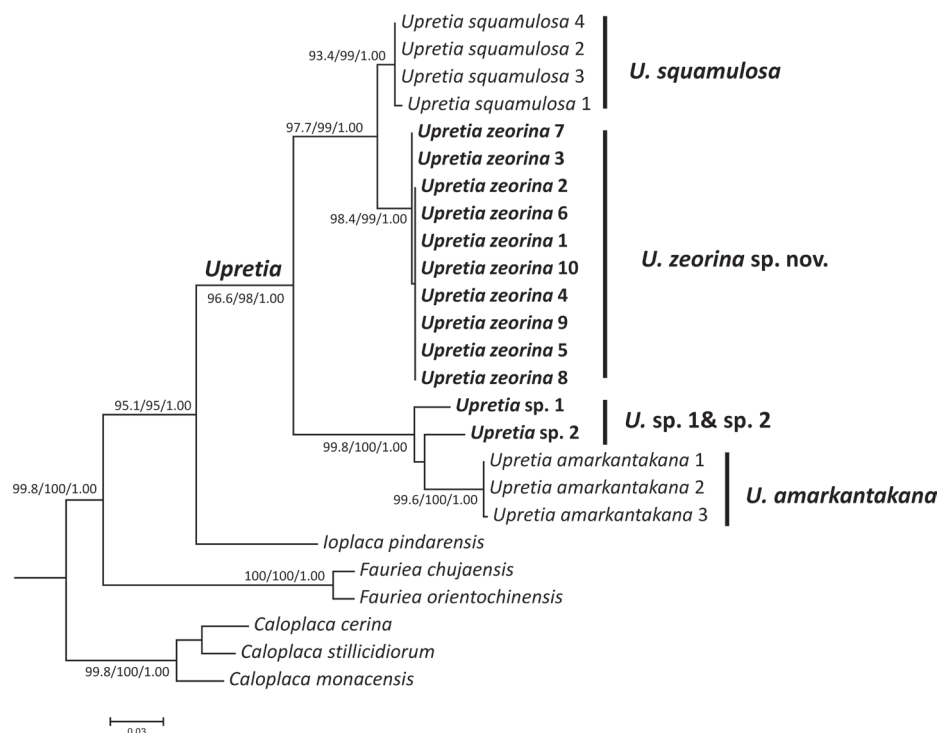 Upretia squamulosa 4
93.4/99/1.00
Upretia squamulosa 2
U. squamulosa
Upretia squamulosa 3
Upretia squamulosa 1
97.7/99/1.00
Upretia zeorina 7
Upretia zeorina 3
Upretia zeorina 2
98.4/99/1.00
Upretia zeorina 6
Upretia zeorina 1
U. zeorina sp. nov.
Upretia
Upretia zeorina 10
96.6/98/1.00
Upretia zeorina 4
Upretia zeorina 9
Upretia zeorina 5
Upretia zeorina 8
95.1/95/1.00
Upretia sp. 1
U. sp. 1& sp. 2
Upretia sp. 2
99.8/100/1.00
Upretia amarkantakana 1
99.8/100/1.00
Upretia amarkantakana 2
U. amarkantakana
99.6/100/1.00
Upretia amarkantakana 3
Ioplaca pindarensis
100/100/1.00
Fauriea chujaensis
Fauriea orientochinensis
Caloplaca cerina
Caloplaca stillicidiorum
99.8/100/1.00
Caloplaca monacensis
0.03